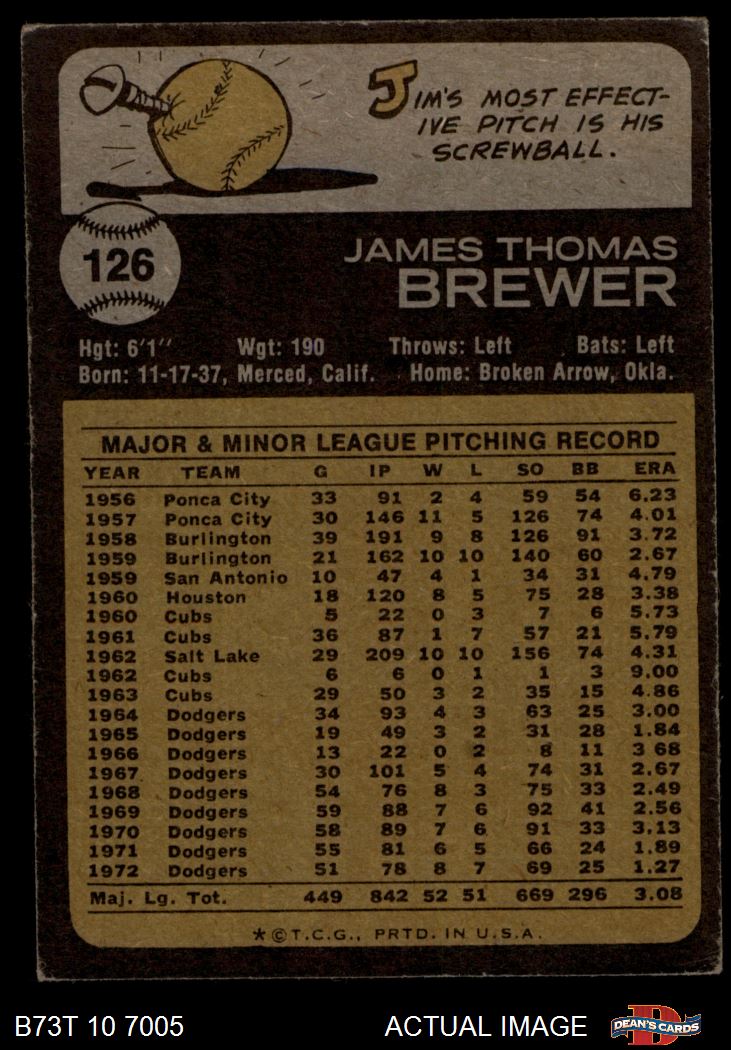 JIM'S MOST EFFECT-
IVE PITCH IS HIS
SCREWBALL.
126
JAMES THOMAS
BREWER
Hgt: 6'1'' Wgt: 190 Throws: Left Bats: Left
Born: 11-17-37, Merced, Calif. Home: Broken Arrow, Okla.
MAJOR & MINOR LEAGUE PITCHING RECORD
YEAR TEAM G IP W L SO BB ERA
1956 Ponca City 33 91 2 4 59 54 6.23
1957 Ponca City 30 146 11 5 126 74 4.01
1958 Burlington 39 191 9 8 126 91 3.72
1959 Burlington 21 162 10 10 140 60 2.67
1959 San Antonio 10 47 4 1 34 31 4.79
1960 Houston 18 120 8 5 75 28 3.38
1960 Cubs 5 22 0 3 7 6 5.73
1961 Cubs 36 87 1 7 57 21 5.79
1962 Salt Lake 29 209 10 10 156 74 4.31
1962 Cubs 6 6 0 1 1 3 9.00
1963 Cubs 29 50 3 2 35 15 4.86
1964 Dodgers 34 93 4 3 63 25 3.00
1965 Dodgers 19 49 3 2 31 28 1.84
1966 Dodgers 13 22 0 2 8 11 3 68
1967 Dodgers 30 101 5 4 74 31 2.67
1968 Dodgers 54 76 8 3 75 33 2.49
1969 Dodgers 59 88 7 6 92 41 2.56
1970 Dodgers 58 89 7 6 91 33 3.13
1971 Dodgers 55 81 6 5 66 24 1.89
1972 Dodgers 51 78 8 7 69 25 1.27
Maj. Lg. Tot. 449 842 52 51 669 296 3.08
*©T.C.G., PRTD. IN U.S.A.
B73T 10 7005 ACTUAL IMAGE DEAN'S CARDS